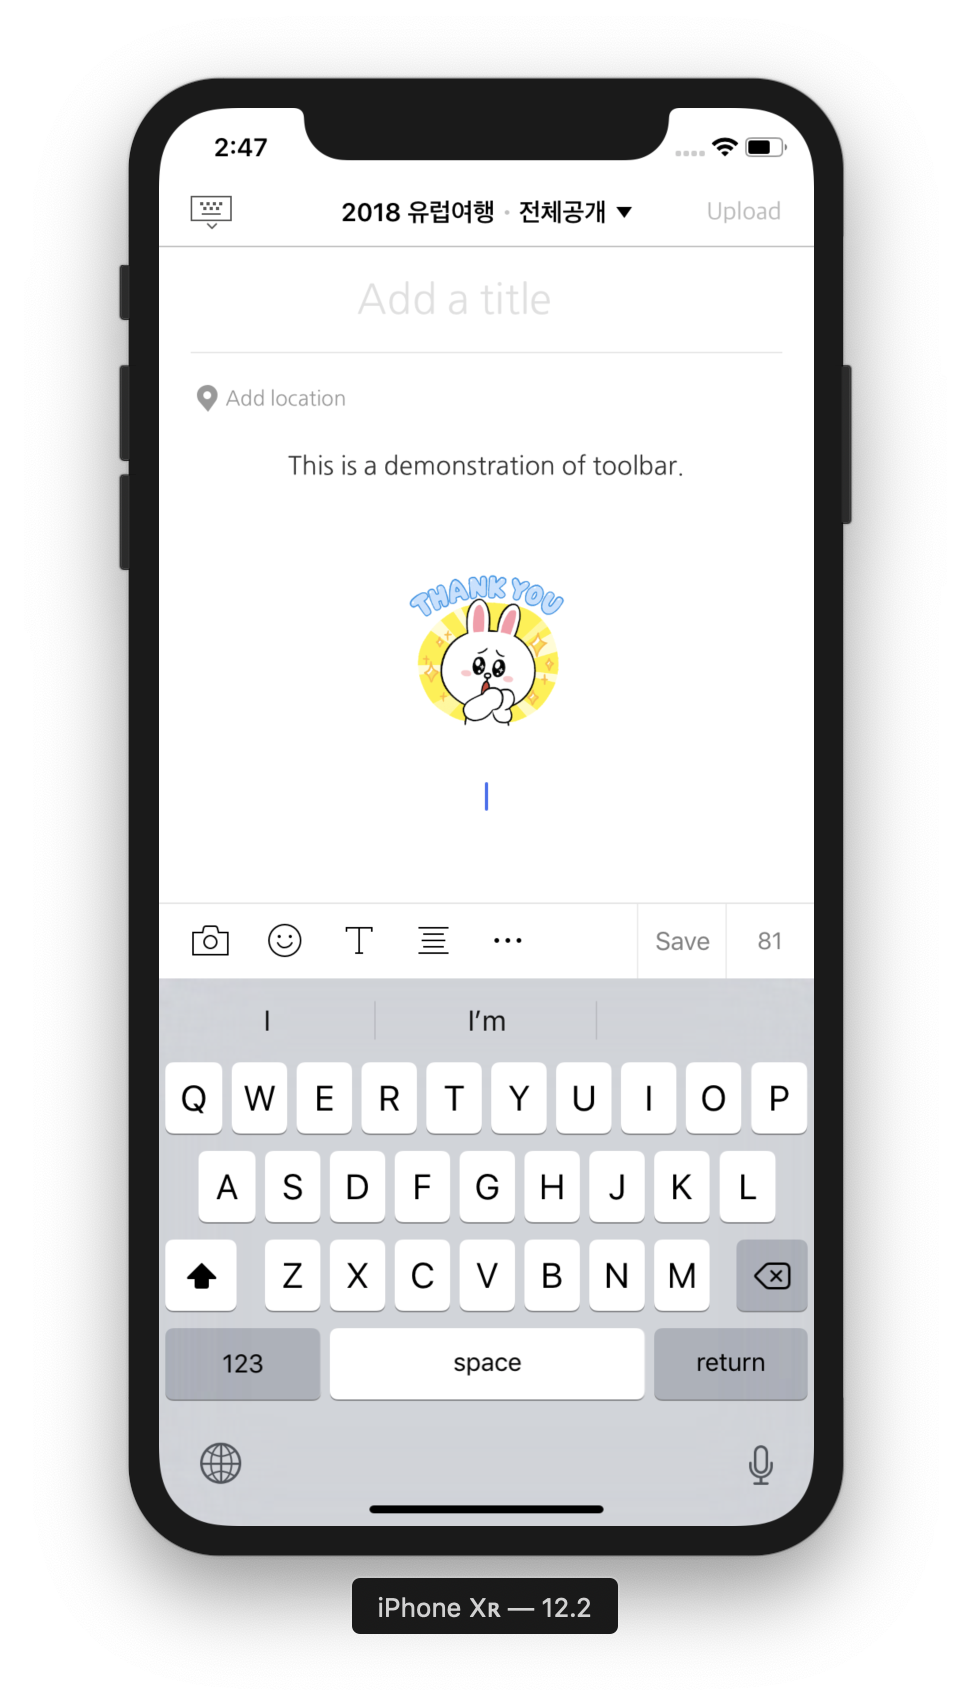 2:47
2018 유럽여행 · 전체공개 ▼ Upload
Add a title
Add location
This is a demonstration of toolbar.
THANK YOU
T Save 81
I I’m
Q W E R T Y U I O P
A S D F G H J K L
Z X C V B N M
123 space return
iPhone Xʀ — 12.2